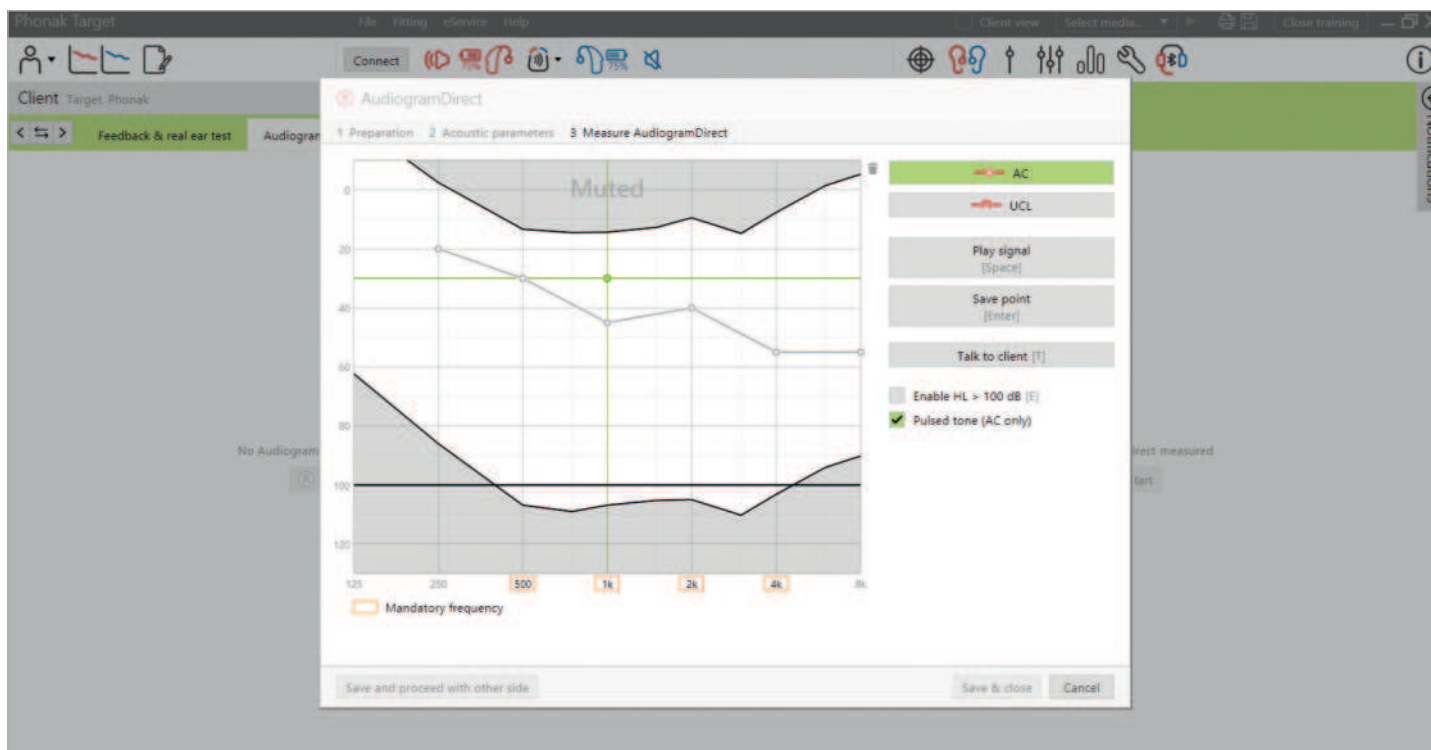 Phonak Target File Fitting eService Help Client view Select media... Close training
Connect 75%
Client Target, Phonak
Feedback & real ear test Audiogram
AudiogramDirect
1 Preparation 2 Acoustic parameters 3 Measure AudiogramDirect
Muted
0
20
40
60
80
100
120
125 250 500 1k 2k 4k 8k
Mandatory frequency
AC
UCL
Play signal
[Space]
Save point
[Enter]
Talk to client [T]
Enable HL > 100 dB [E]
Pulsed tone (AC only)
No Audiogram
irect measured
tart
Save and proceed with other side Save & close Cancel